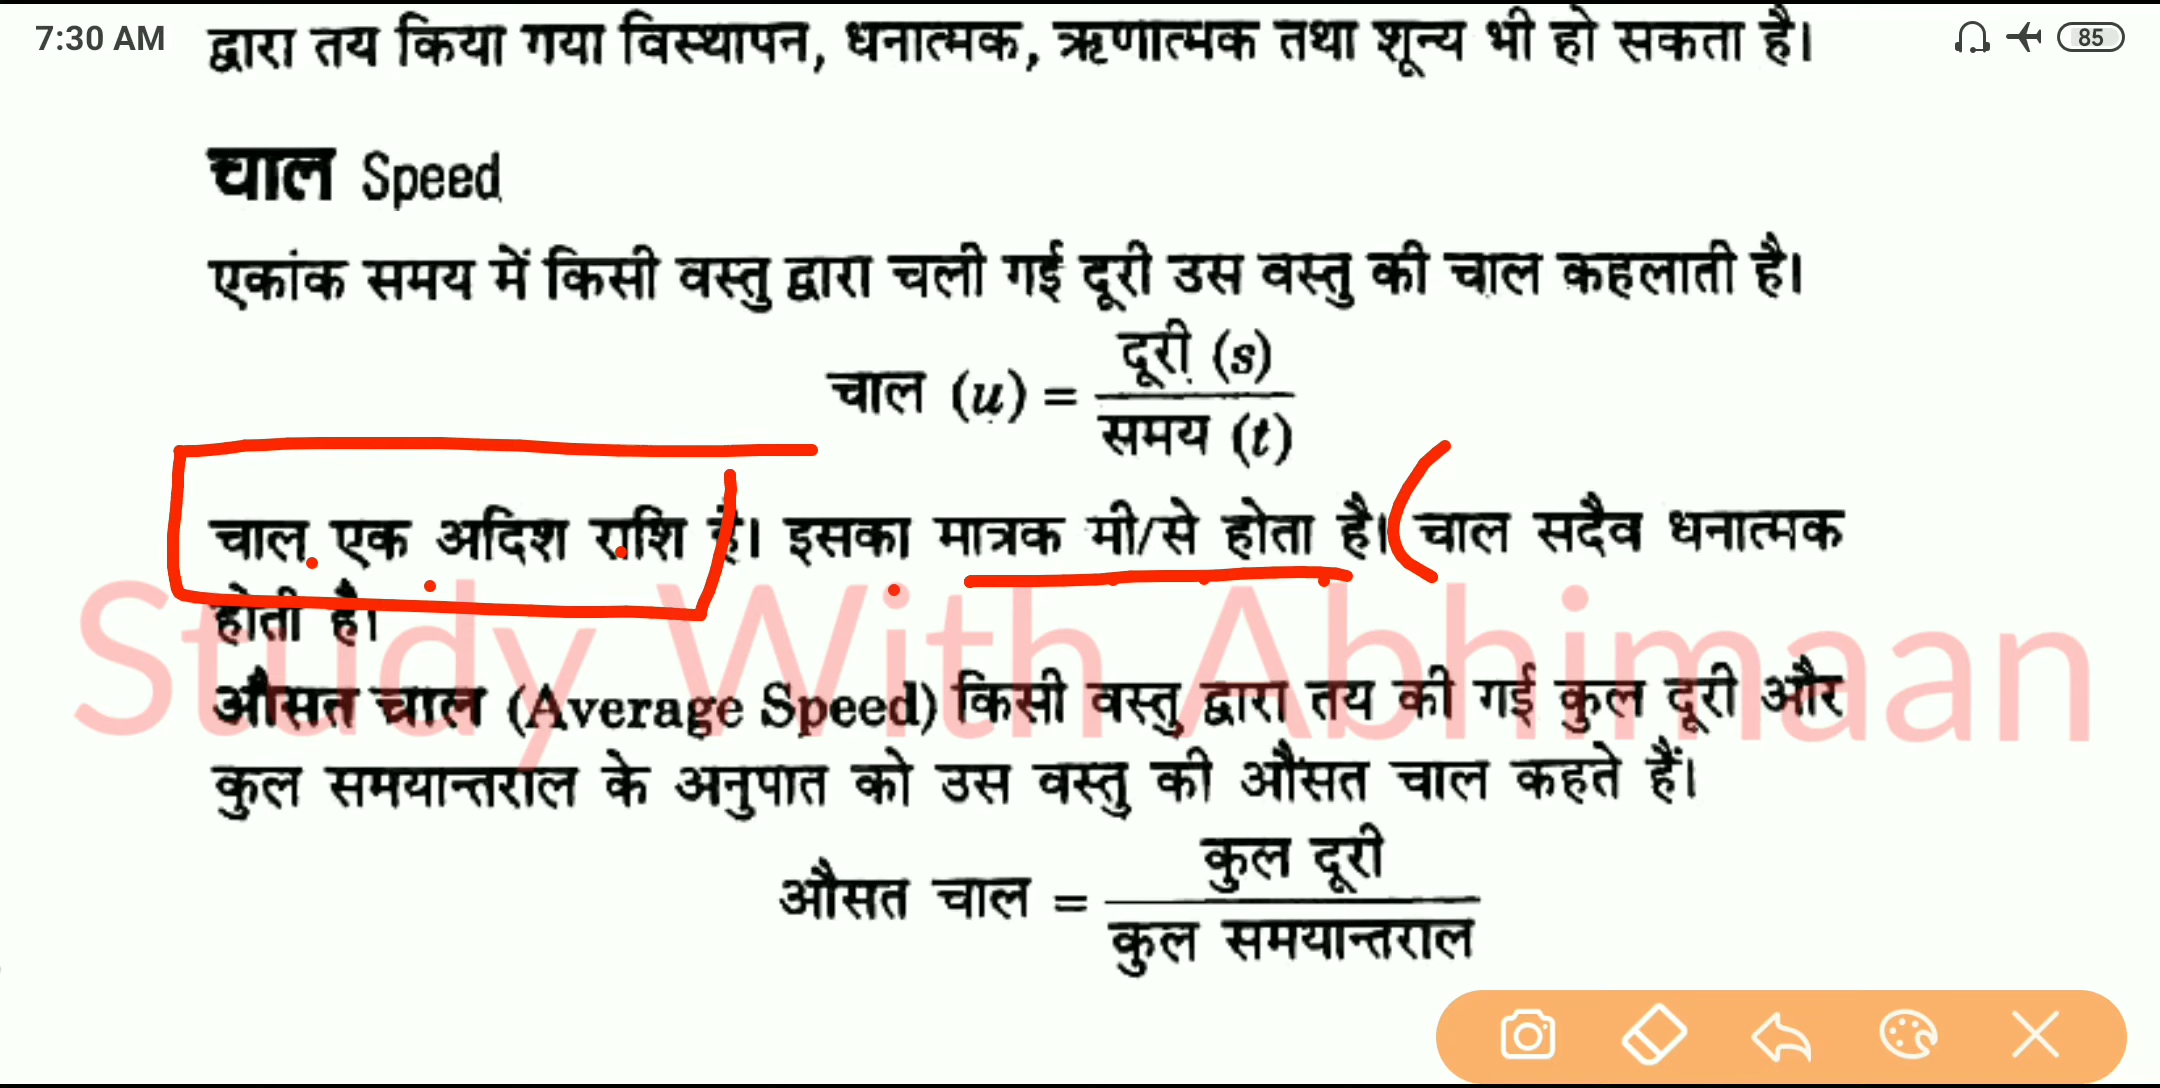 7:30 AM
85
द्वारा तय किया गया विस्थापन, धनात्मक, ऋणात्मक तथा शून्य भी हो सकता है।
चाल Speed
एकांक समय में किसी वस्तु द्वारा चली गई दूरी उस वस्तु की चाल कहलाती है।
चाल (u) = दूरी (s)
समय (t)
चाल एक अदिश राशि है। इसका मात्रक मी/से होता है। चाल सदैव धनात्मक
होती है।
Study With Abhimaan
औसत चाल (Average Speed) किसी वस्तु द्वारा तय की गई कुल दूरी और
कुल समयान्तराल के अनुपात को उस वस्तु की औसत चाल कहते हैं।
औसत चाल = कुल दूरी
कुल समयान्तराल